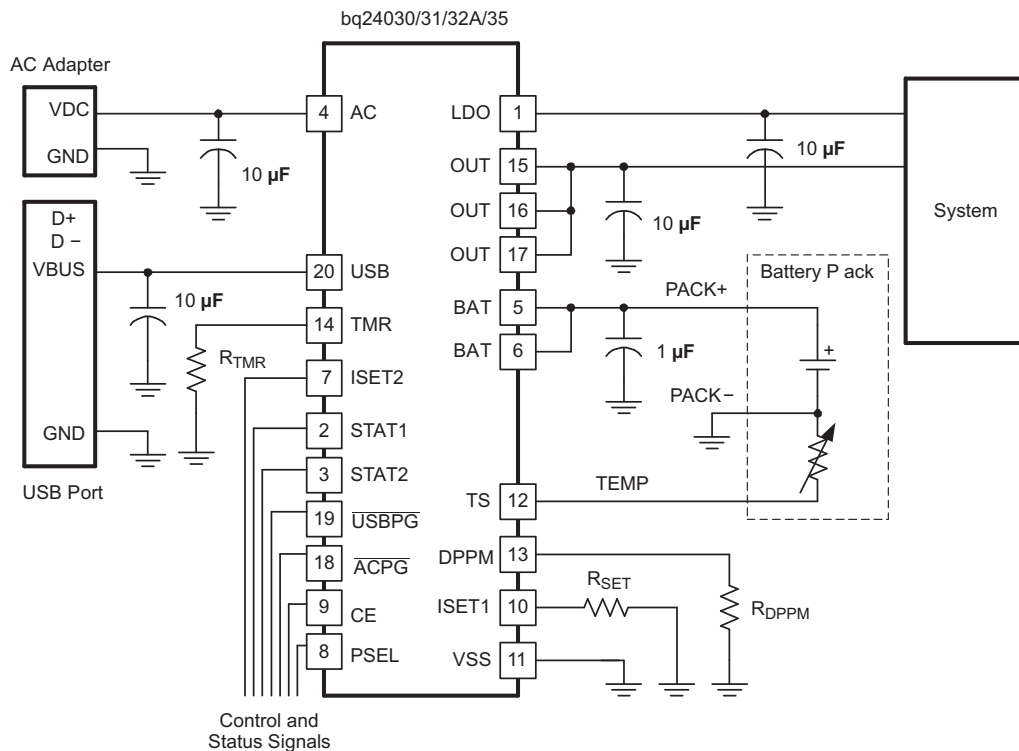 bq24030/31/32A/35
AC Adapter
VDC
GND
10 µF
4 AC
LDO 1
10 µF
OUT 15
OUT 16
OUT 17
10 µF
System
D+
D −
VBUS
10 µF
GND
USB Port
20 USB
14 TMR
RTMR
7 ISET2
2 STAT1
3 STAT2
19 USBPG
18 ACPG
9 CE
8 PSEL
Control and
Status Signals
BAT 5
BAT 6
1 µF
PACK+
Battery P ack
+
PACK−
TS 12
TEMP
DPPM 13
RDPPM
ISET1 10
RSET
VSS 11